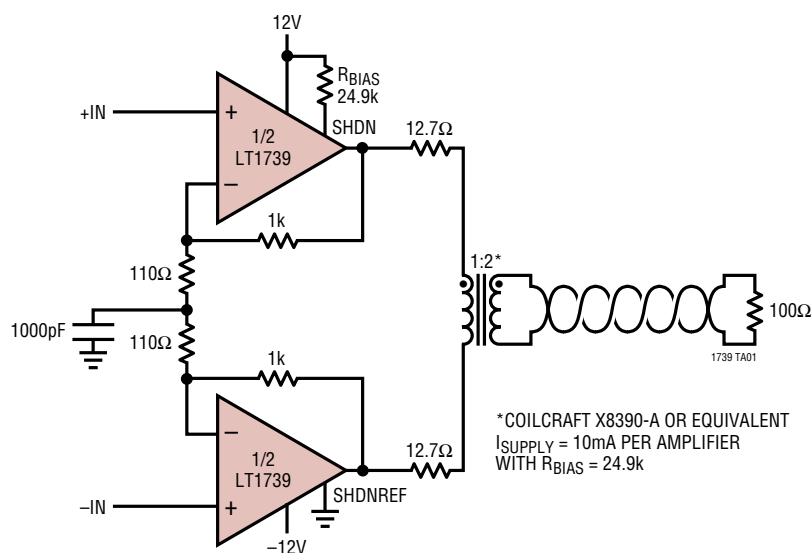 12V
RBIAS
24.9k
+IN
+
SHDN
12.7Ω
1/2
LT1739
–
1k
1:2*
110Ω
1000pF
110Ω
100Ω
1739 TA01
1k
–
12.7Ω
*COILCRAFT X8390-A OR EQUIVALENT
ISUPPLY = 10mA PER AMPLIFIER
WITH RBIAS = 24.9k
1/2
LT1739
SHDNREF
–IN
+
–12V